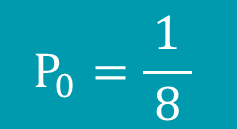 P₀ = 1/8